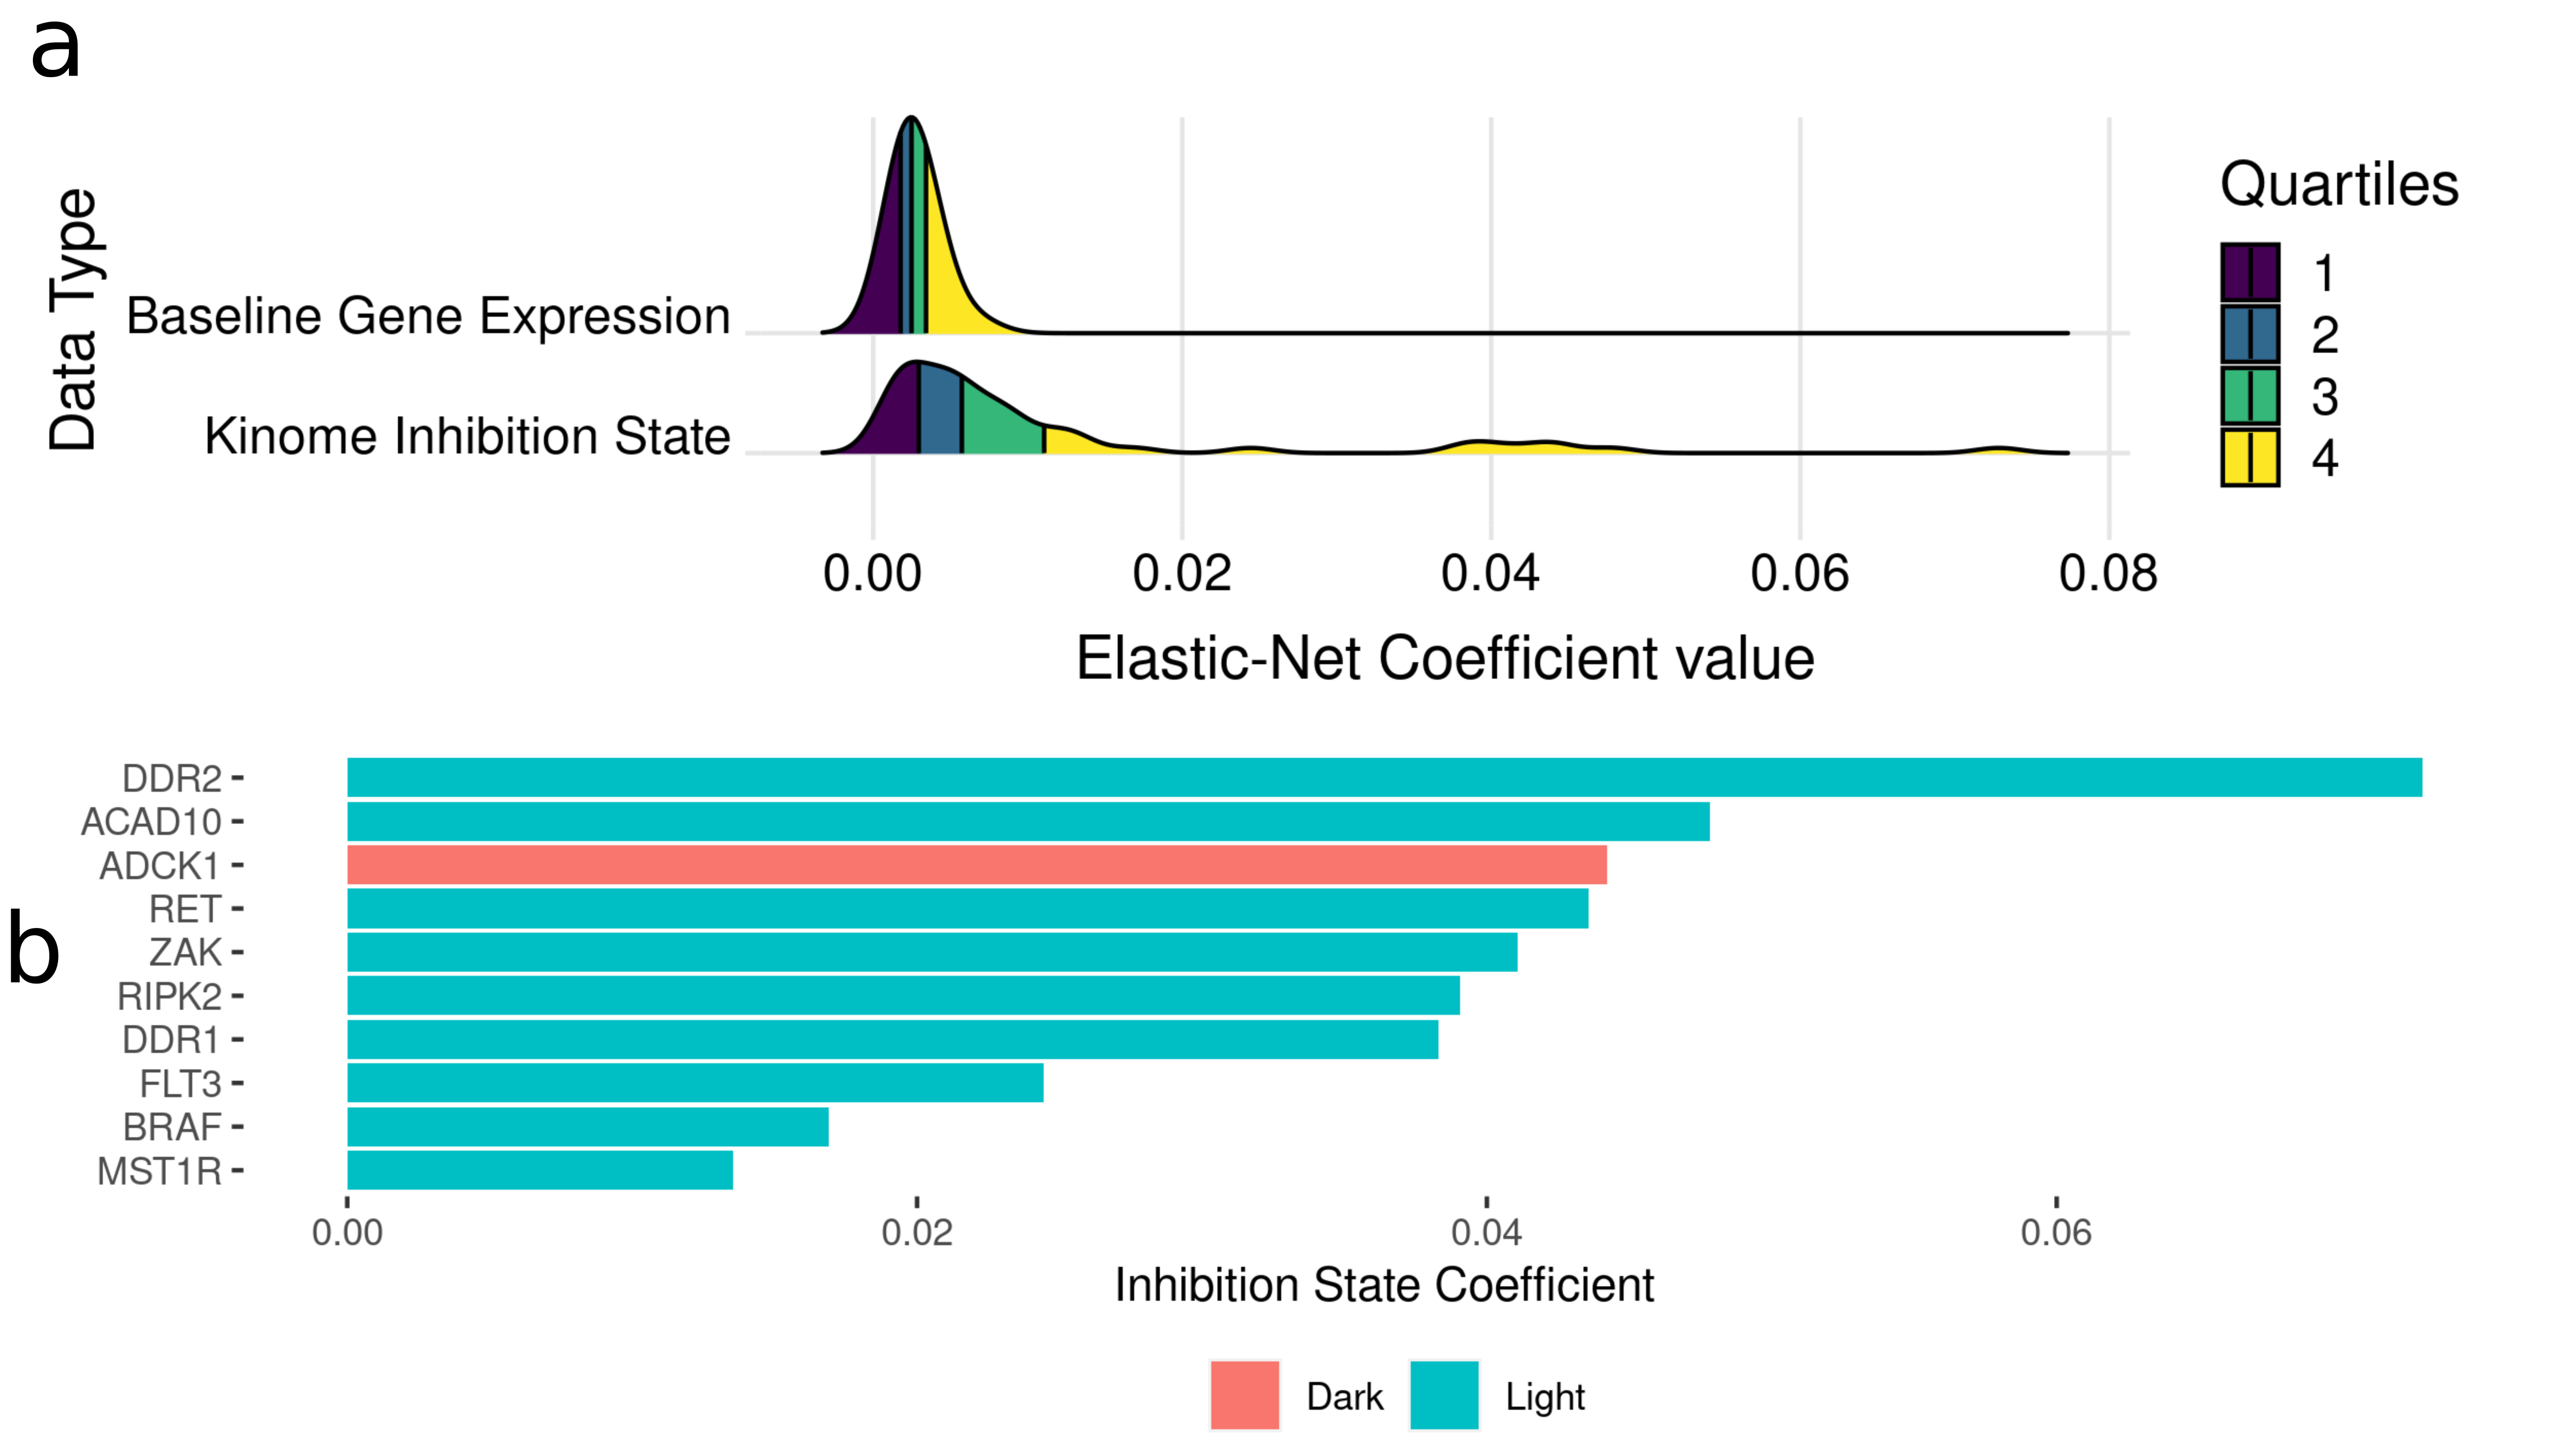 a
Data Type
Baseline Gene Expression
Kinome Inhibition State
0.00 0.02 0.04 0.06 0.08
Elastic-Net Coefficient value
Quartiles
1
2
3
4
b
DDR2
ACAD10
ADCK1
RET
ZAK
RIPK2
DDR1
FLT3
BRAF
MST1R
0.00 0.02 0.04 0.06
Inhibition State Coefficient
Dark Light